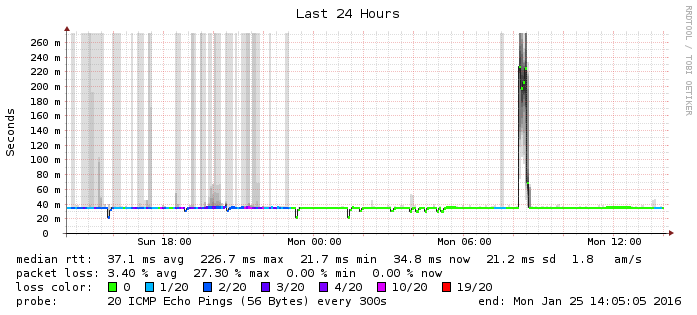 Last 24 Hours
RRDTOOL / TOBI OETIKER
Seconds
260 m
240 m
220 m
200 m
180 m
160 m
140 m
120 m
100 m
80 m
60 m
40 m
20 m
0
Sun 18:00 Mon 00:00 Mon 06:00 Mon 12:00
median rtt: 37.1 ms avg 226.7 ms max 21.7 ms min 34.8 ms now 21.2 ms sd 1.8 am/s
packet loss: 3.40 % avg 27.30 % max 0.00 % min 0.00 % now
loss color: 0 1/20 2/20 3/20 4/20 10/20 19/20
probe: 20 ICMP Echo Pings (56 Bytes) every 300s end: Mon Jan 25 14:05:05 2016